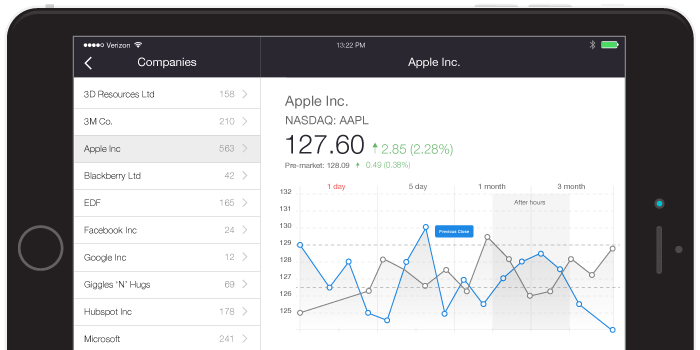 Verizon 13:22 PM
Companies
Apple Inc.
3D Resources Ltd 158
3M Co. 210
Apple Inc 563
Blackberry Ltd 42
EDF 165
Facebook Inc 24
Google Inc 12
Giggles 'N' Hugs 69
Hubspot Inc 178
Microsoft 241
Apple Inc.
NASDAQ: AAPL
127.60 2.85 (2.28%)
Pre-market: 128.09 0.49 (0.38%)
1 day 5 day 1 month 3 month
After hours
Previous Close
132
131
130
129
128
127
126
125